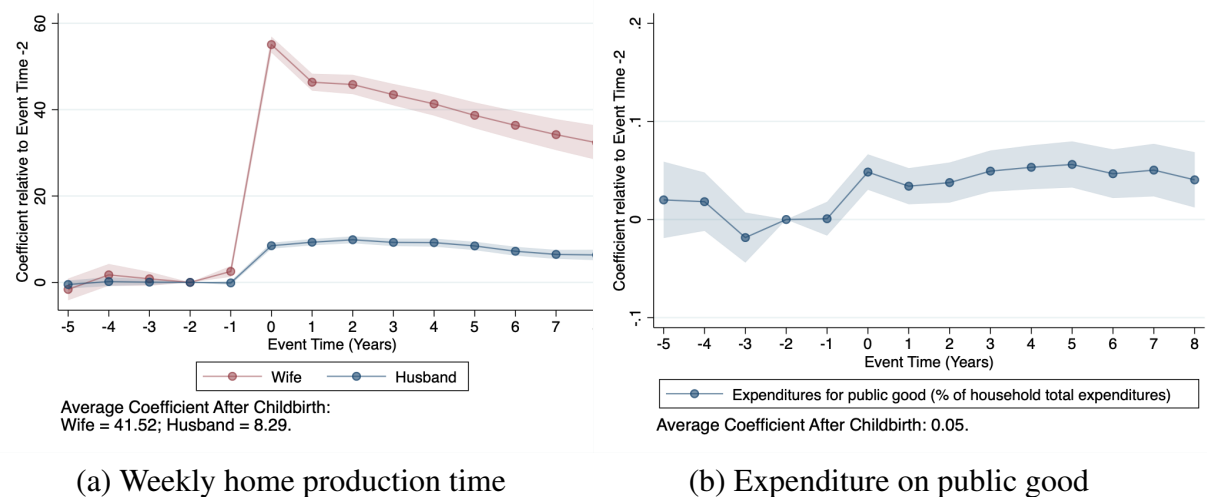 Coefficient relative to Event Time -2
60
40
20
0
-5 -4 -3 -2 -1 0 1 2 3 4 5 6 7
Event Time (Years)
Wife Husband
Average Coefficient After Childbirth:
Wife = 41.52; Husband = 8.29.
(a) Weekly home production time
Coefficient relative to Event Time -2
.2
.1
0
-.1
-5 -4 -3 -2 -1 0 1 2 3 4 5 6 7 8
Event Time (Years)
Expenditures for public good (% of household total expenditures)
Average Coefficient After Childbirth: 0.05.
(b) Expenditure on public good